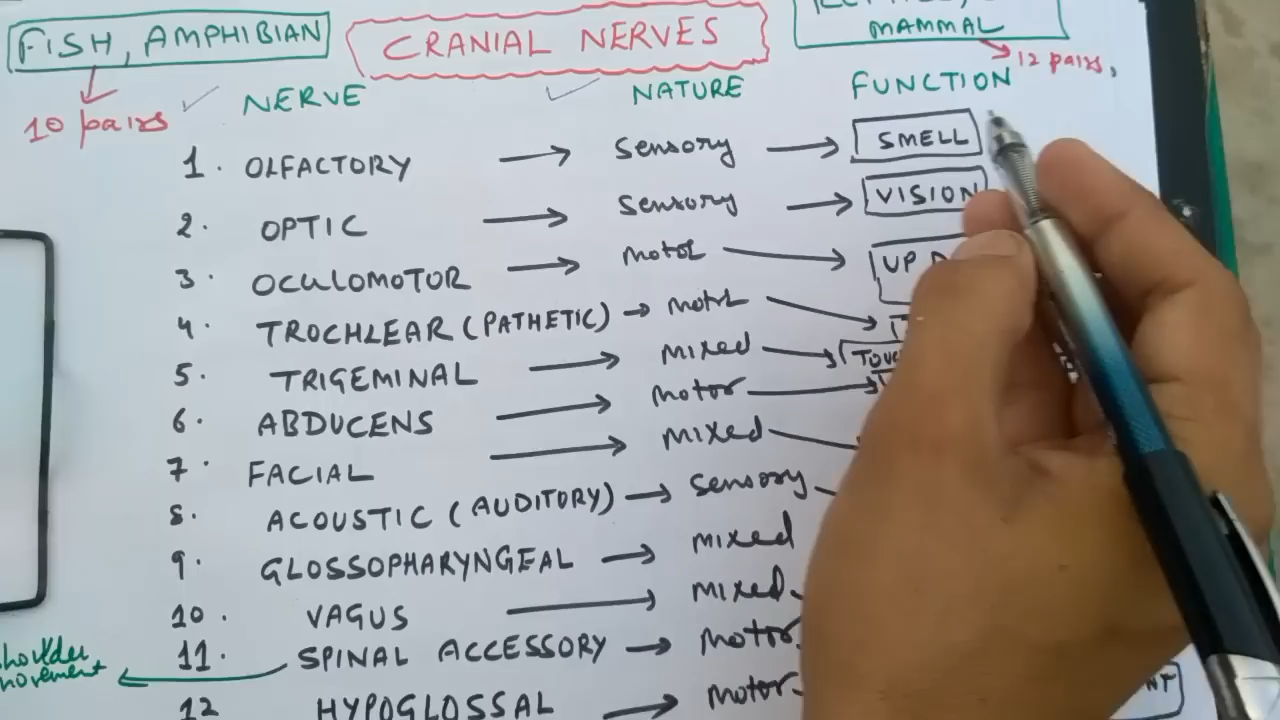 FISH, AMPHIBIAN
CRANIAL NERVES
MAMMAL
10 pairs
12 pairs,
NERVE NATURE FUNCTION
1. OLFACTORY → sensory → SMELL
2. OPTIC → sensory → VISION
3. OCULOMOTOR → motor → UP
4. TROCHLEAR (PATHETIC) → motor →
5. TRIGEMINAL → mixed →
6. ABDUCENS → motor →
7. FACIAL → mixed
8. ACOUSTIC (AUDITORY) → sensory
9. GLOSSOPHARYNGEAL → mixed
10. VAGUS → mixed
11. SPINAL ACCESSORY → motor
12 HYPOGLOSSAL → motor